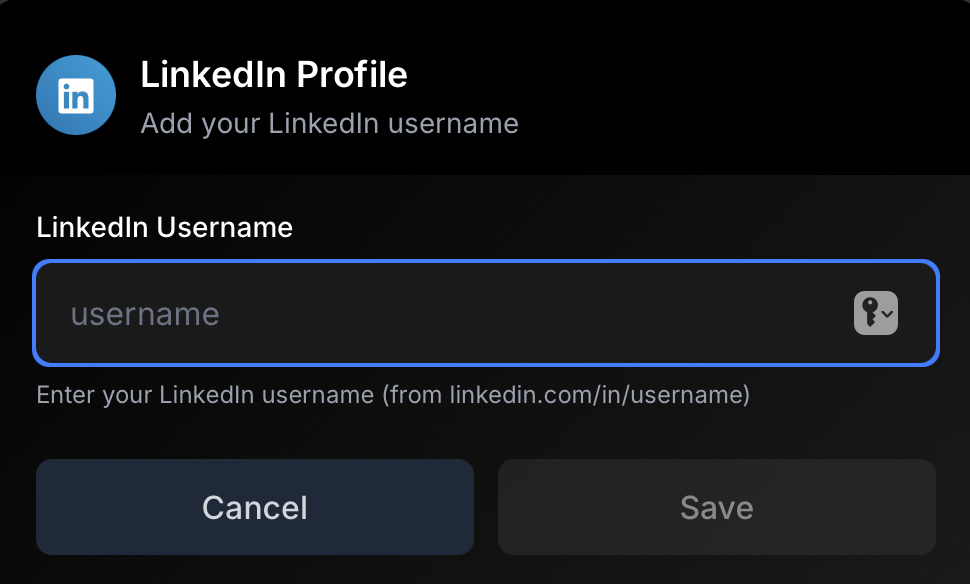 in
LinkedIn Profile
Add your LinkedIn username
LinkedIn Username
username
Enter your LinkedIn username (from linkedin.com/in/username)
Cancel
Save